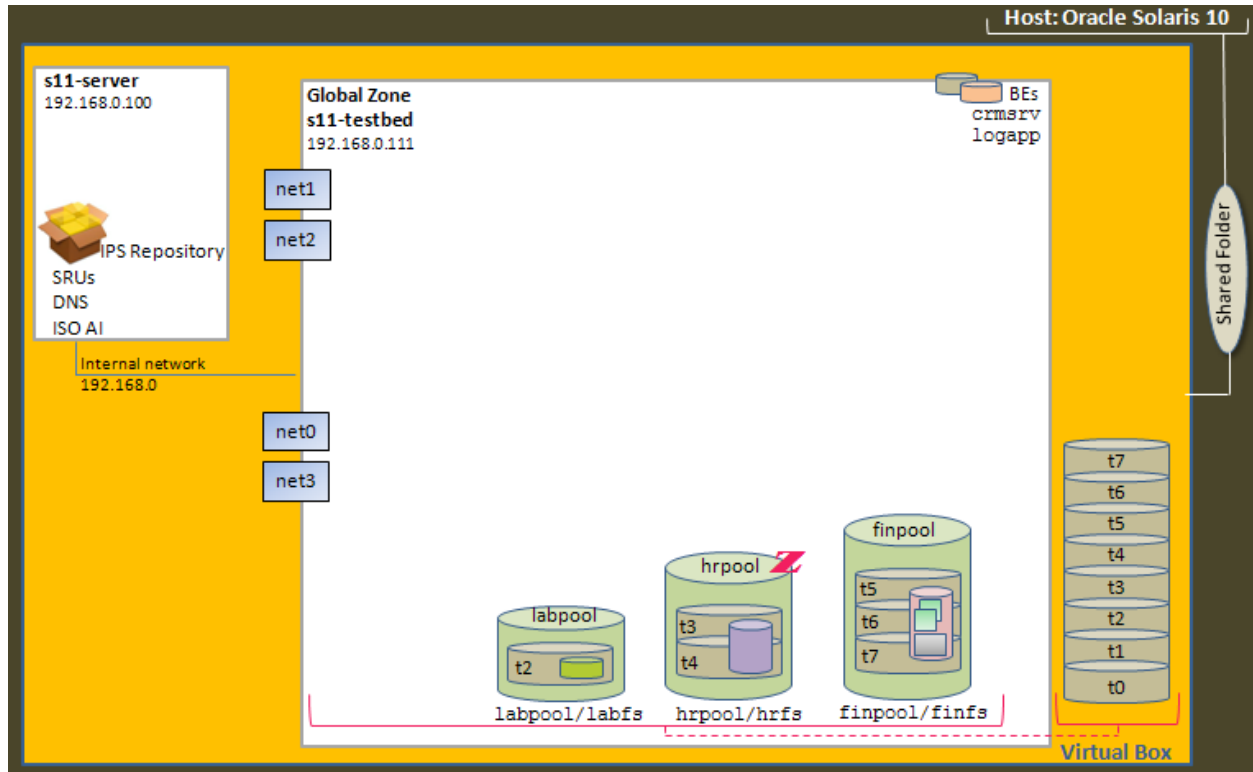 Host: Oracle Solaris 10
s11-server
192.168.0.100
IPS Repository
SRUs
DNS
ISO AI
Internal network
192.168.0
Global Zone
s11-testbed
192.168.0.111
BEs
crmsrv
logapp
net1
net2
net0
net3
Shared Folder
labpool
t2
labpool/labfs
hrpool
Z
t3
t4
hrpool/hrfs
finpool
t5
t6
t7
finpool/finfs
t7
t6
t5
t4
t3
t2
t1
t0
Virtual Box